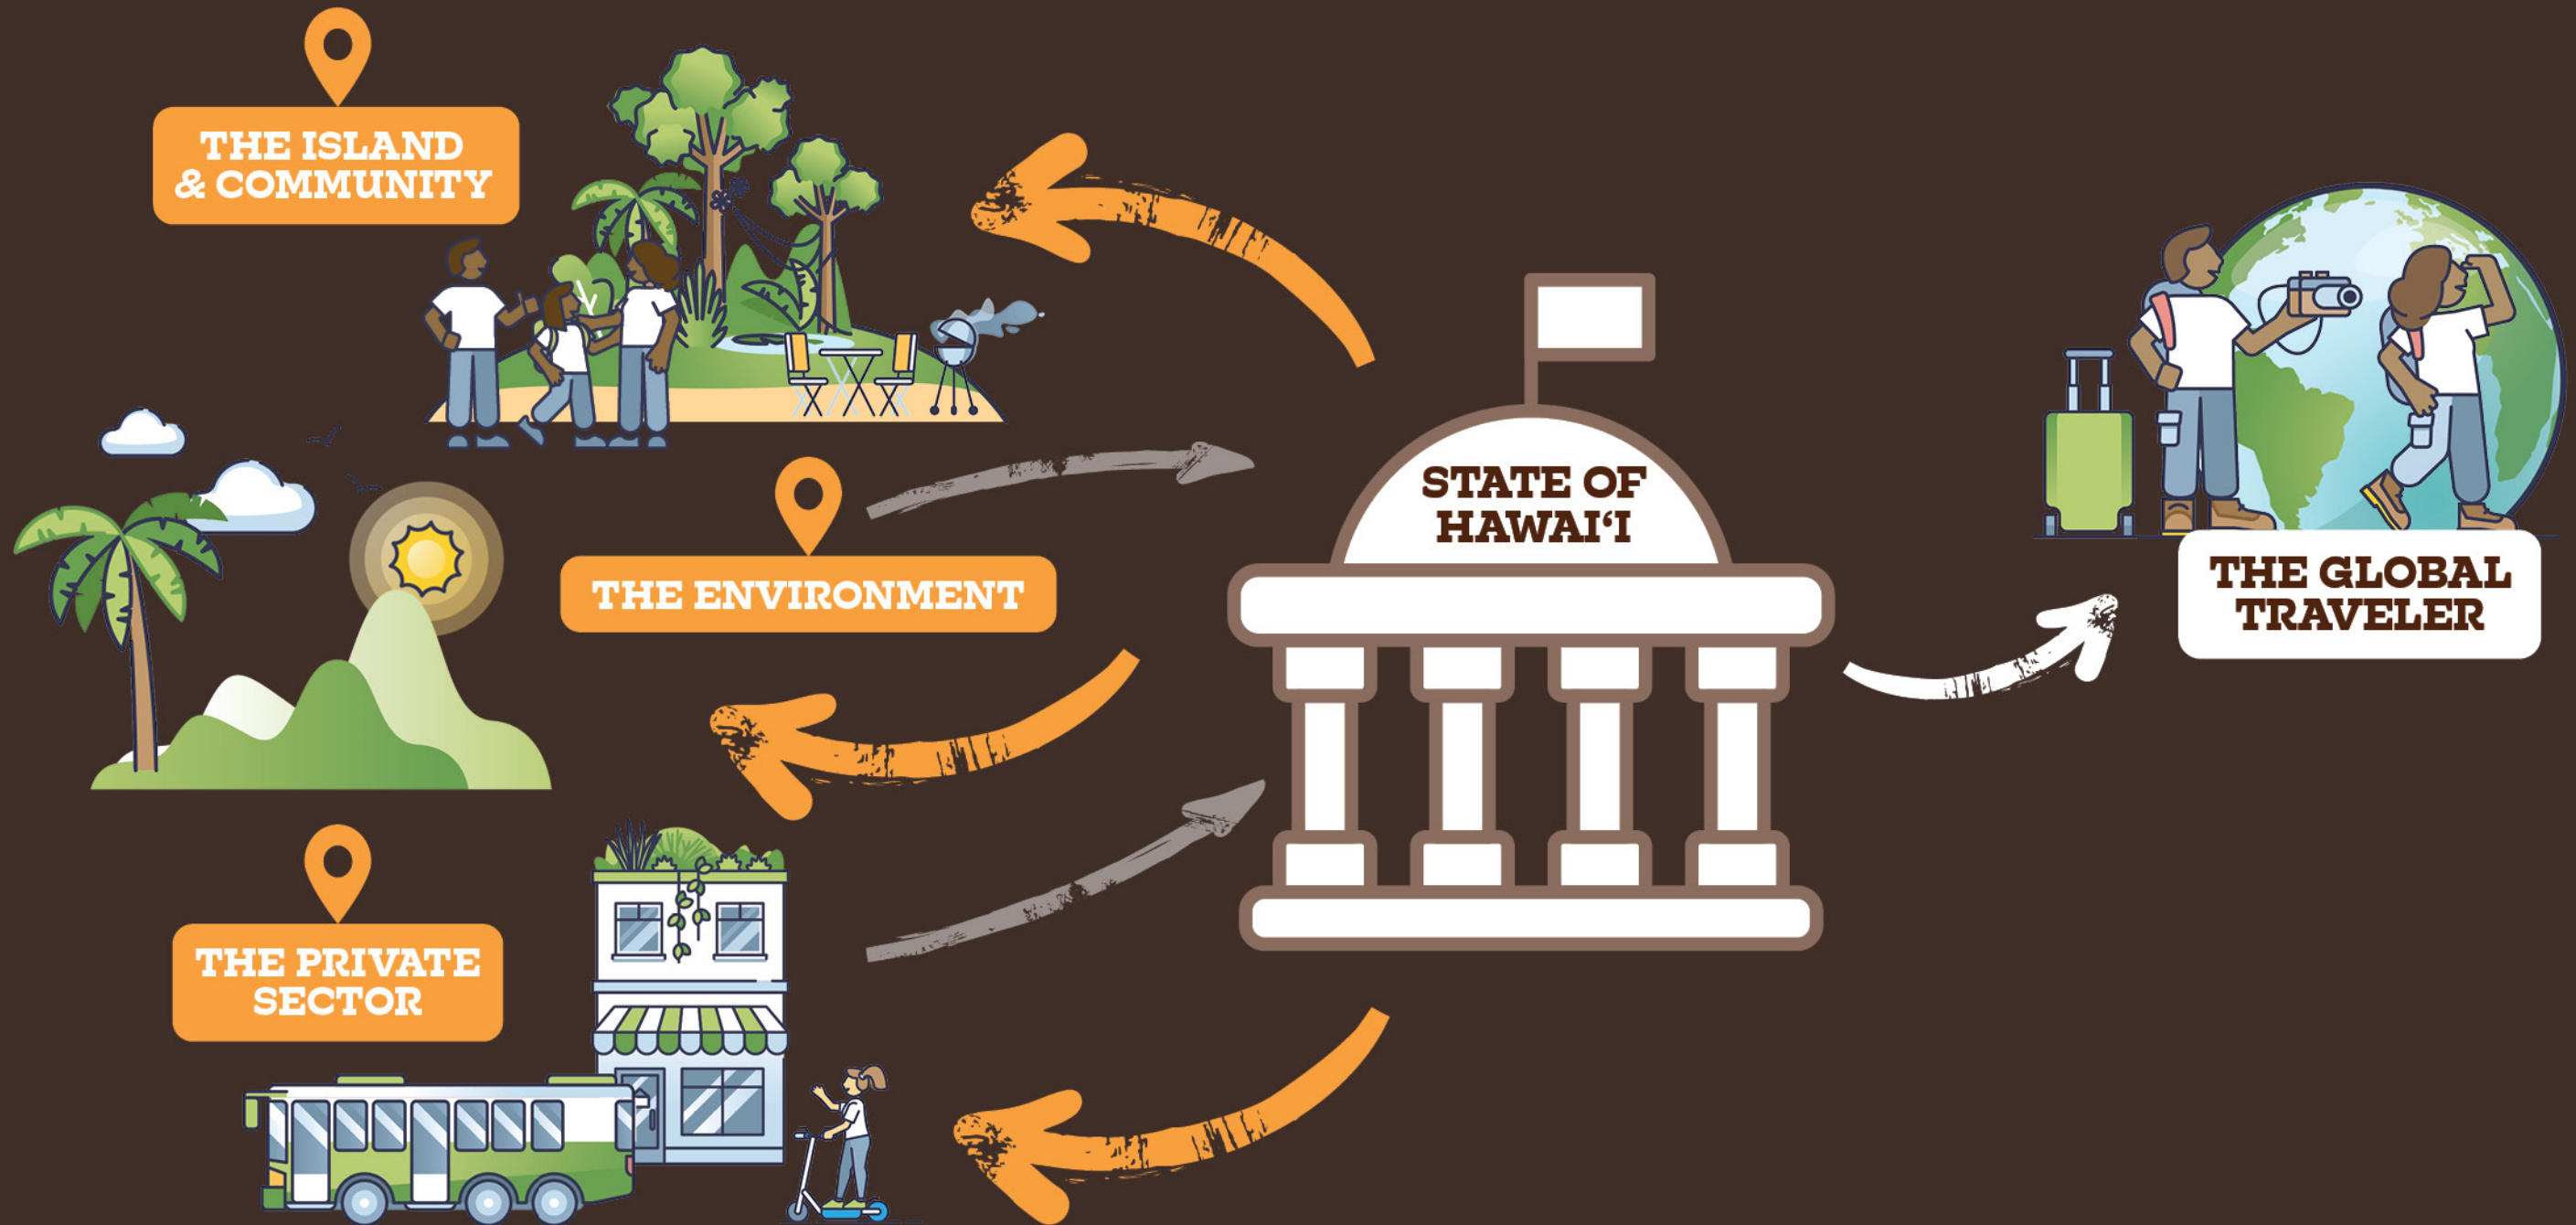 THE ISLAND
& COMMUNITY
THE ENVIRONMENT
THE PRIVATE
SECTOR
STATE OF
HAWAIʻI
THE GLOBAL
TRAVELER